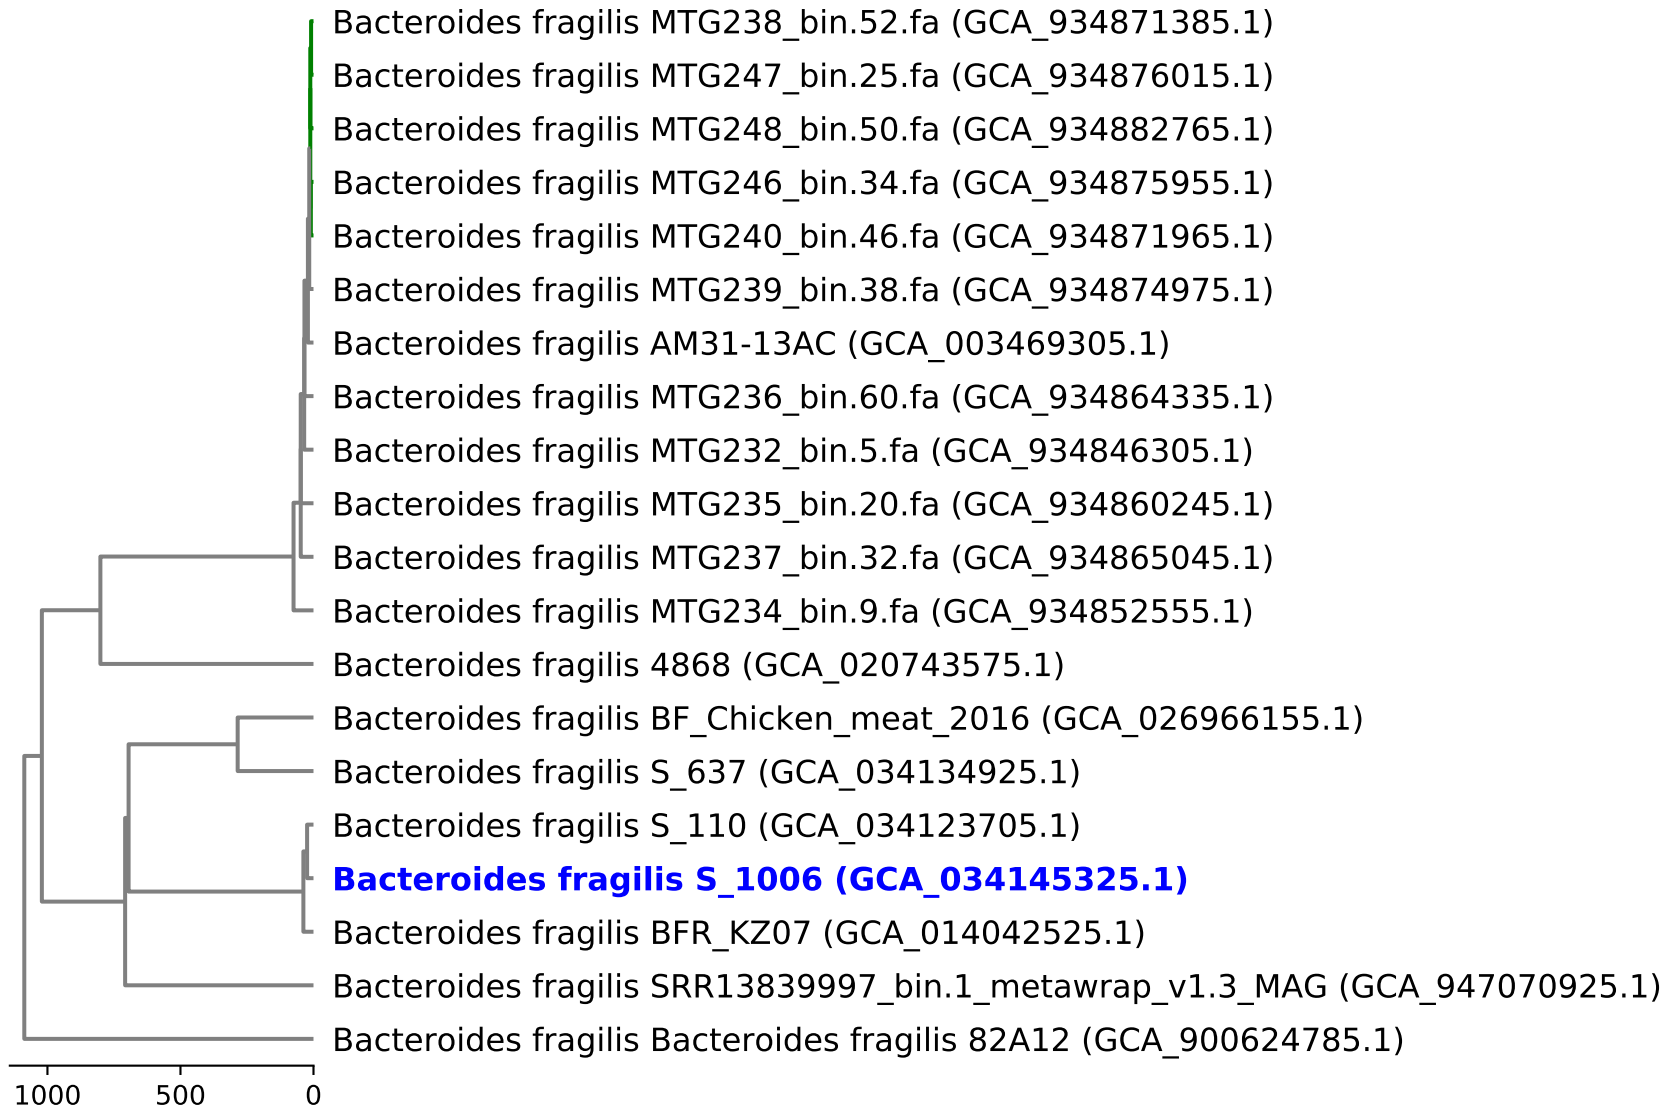 Bacteroides fragilis MTG238_bin.52.fa (GCA_934871385.1)
Bacteroides fragilis MTG247_bin.25.fa (GCA_934876015.1)
Bacteroides fragilis MTG248_bin.50.fa (GCA_934882765.1)
Bacteroides fragilis MTG246_bin.34.fa (GCA_934875955.1)
Bacteroides fragilis MTG240_bin.46.fa (GCA_934871965.1)
Bacteroides fragilis MTG239_bin.38.fa (GCA_934874975.1)
Bacteroides fragilis AM31-13AC (GCA_003469305.1)
Bacteroides fragilis MTG236_bin.60.fa (GCA_934864335.1)
Bacteroides fragilis MTG232_bin.5.fa (GCA_934846305.1)
Bacteroides fragilis MTG235_bin.20.fa (GCA_934860245.1)
Bacteroides fragilis MTG237_bin.32.fa (GCA_934865045.1)
Bacteroides fragilis MTG234_bin.9.fa (GCA_934852555.1)
Bacteroides fragilis 4868 (GCA_020743575.1)
Bacteroides fragilis BF_Chicken_meat_2016 (GCA_026966155.1)
Bacteroides fragilis S_637 (GCA_034134925.1)
Bacteroides fragilis S_110 (GCA_034123705.1)
Bacteroides fragilis S_1006 (GCA_034145325.1)
Bacteroides fragilis BFR_KZ07 (GCA_014042525.1)
Bacteroides fragilis SRR13839997_bin.1_metawrap_v1.3_MAG (GCA_947070925.1)
Bacteroides fragilis Bacteroides fragilis 82A12 (GCA_900624785.1)
1000 500 0